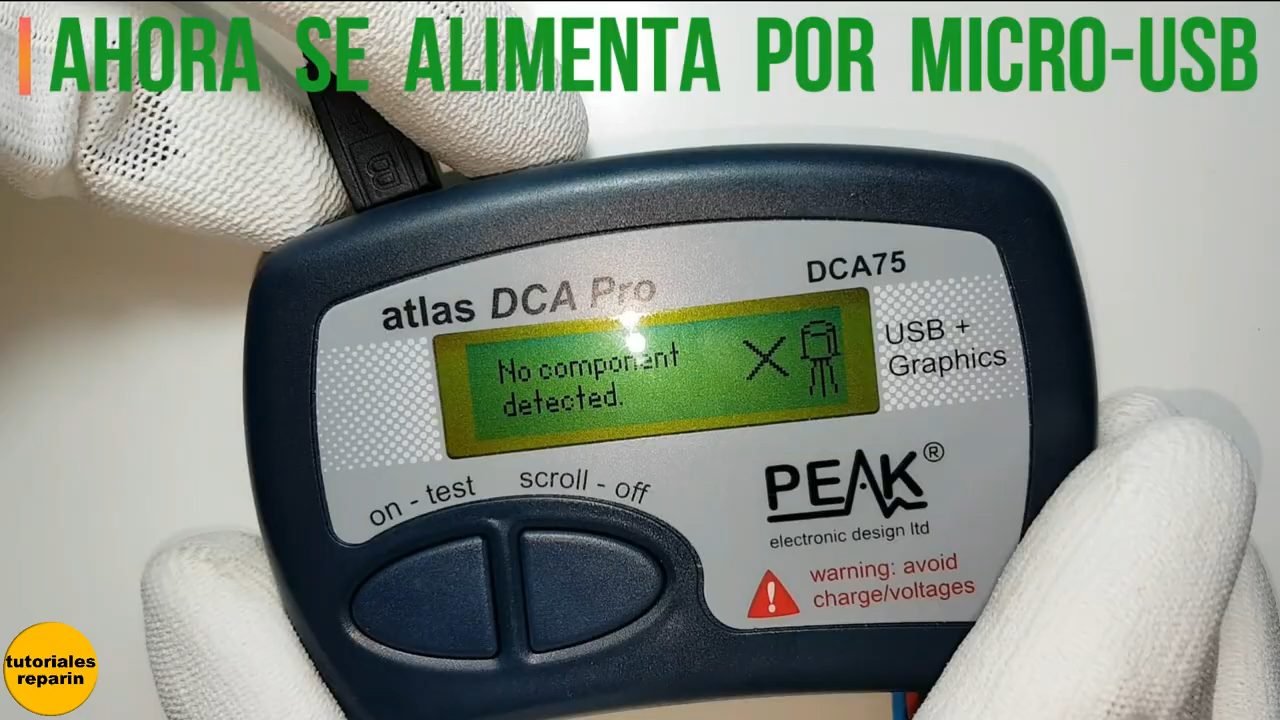 AHORA SE ALIMENTA POR MICRO-USB
B
atlas DCA Pro
DCA75
No component
detected.
USB +
Graphics
on - test
scroll - off
PEAK®
electronic design ltd
warning: avoid
charge/voltages
tutoriales
reparin